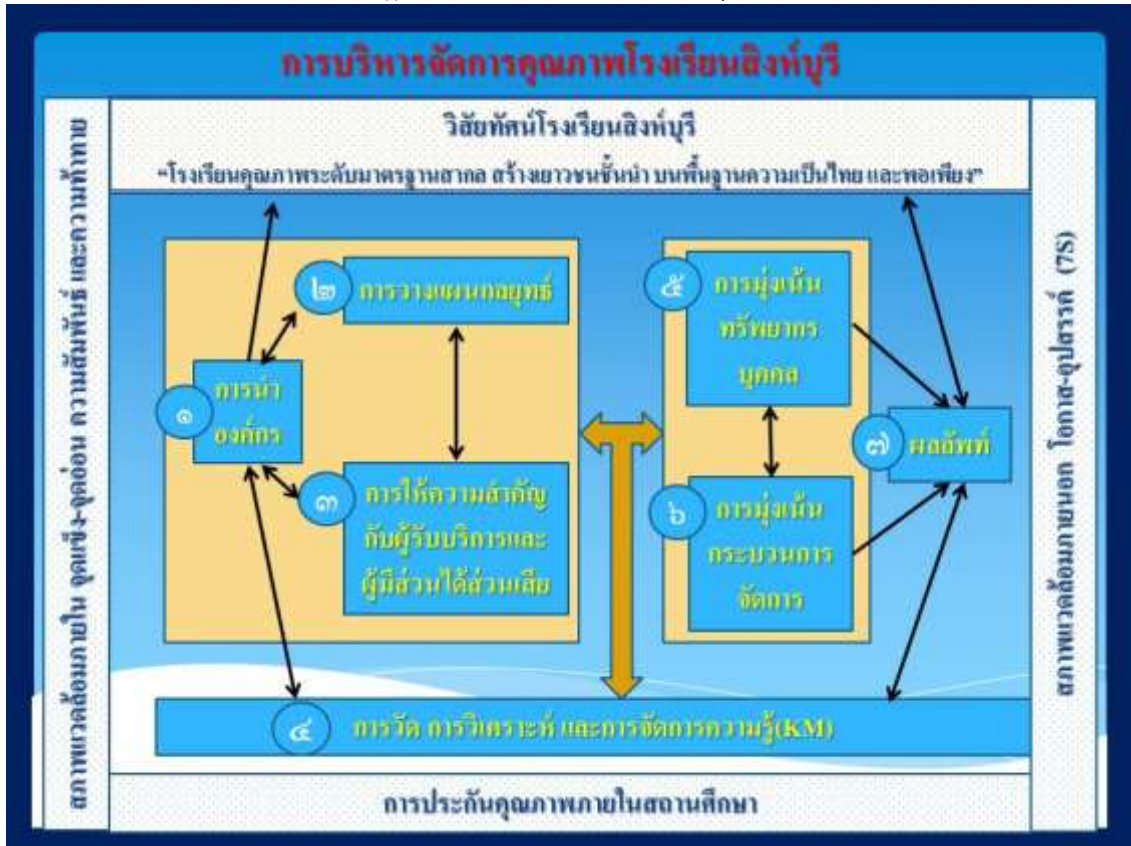 การบริหารจัดการคุณภาพโรงเรียนสิงห์บุรี
วิสัยทัศน์โรงเรียนสิงห์บุรี
“โรงเรียนคุณภาพระดับมาตรฐานสากล สร้างเยาวชนชั้นนำ บนพื้นฐานความเป็นไทย และพอเพียง”
สภาพแวดล้อมภายใน จุดแข็ง-จุดอ่อน ความสัมพันธ์ และความท้าทาย
๑
การนำ
องค์กร
๒
การวางแผนกลยุทธ์
๓
การให้ความสำคัญ
กับผู้รับบริการและ
ผู้มีส่วนได้ส่วนเสีย
๕
การมุ่งเน้น
ทรัพยากร
บุคคล
๖
การมุ่งเน้น
กระบวนการ
จัดการ
๗
ผลลัพท์
๔
การวัด การวิเคราะห์ และการจัดการความรู้(KM)
การประกันคุณภาพภายในสถานศึกษา
สภาพแวดล้อมภายนอก โอกาส-อุปสรรค์ (7S)